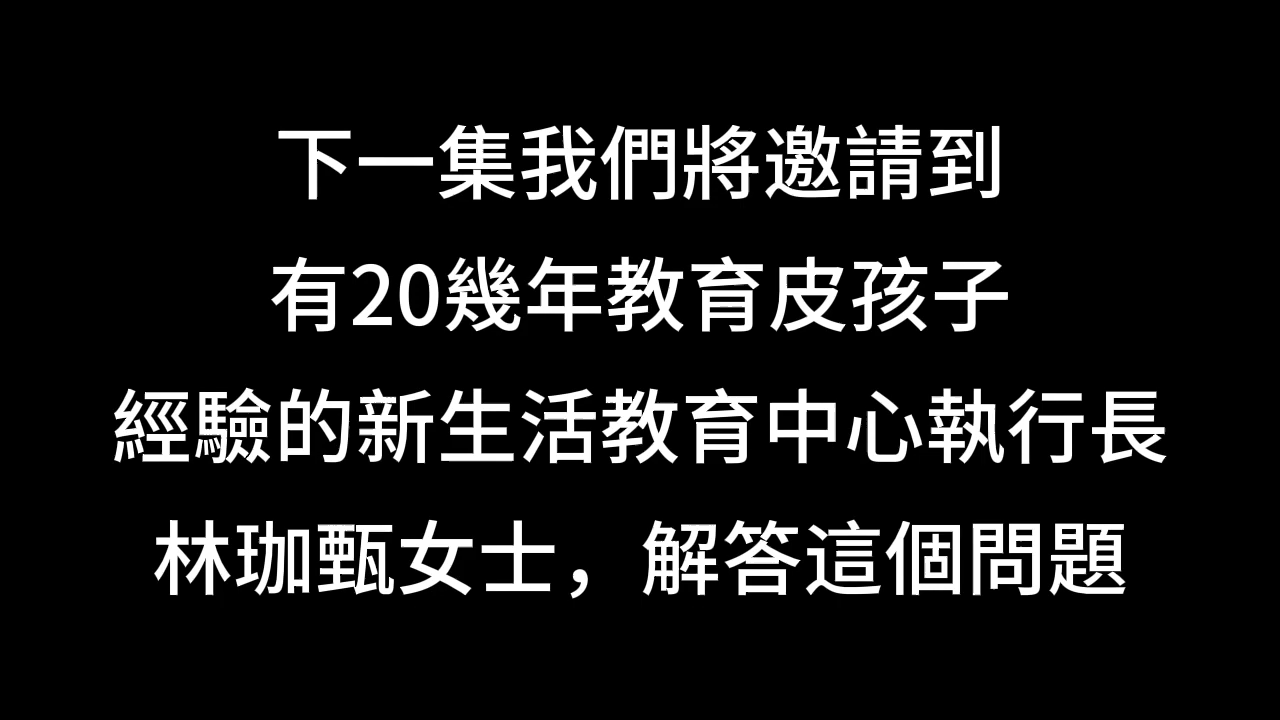 下一集我們將邀請到
有20幾年教育皮孩子
經驗的新生活教育中心執行長
林珈甄女士，解答這個問題